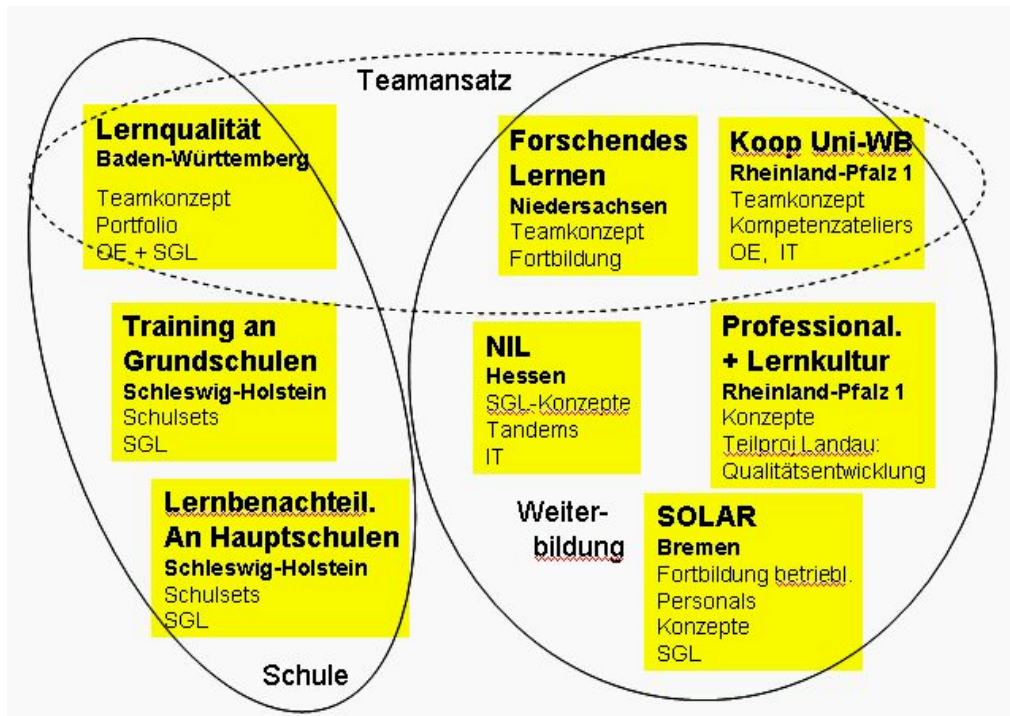 Teamansatz
Lernqualität
Baden-Württemberg
Teamkonzept
Portfolio
OE + SGL
Forschendes
Lernen
Niedersachsen
Teamkonzept
Fortbildung
Koop Uni-WB
Rheinland-Pfalz 1
Teamkonzept
Kompetenzateliers
OE, IT
Training an
Grundschulen
Schleswig-Holstein
Schulsets
SGL
NIL
Hessen
SGL-Konzepte
Tandems
IT
Professional.
+ Lernkultur
Rheinland-Pfalz 1
Konzepte
Teilproj Landau:
Qualitätsentwicklung
Lernbenachteil.
An Hauptschulen
Schleswig-Holstein
Schulsets
SGL
Weiter-
bildung
SOLAR
Bremen
Fortbildung betriebl.
Personals
Konzepte
SGL
Schule